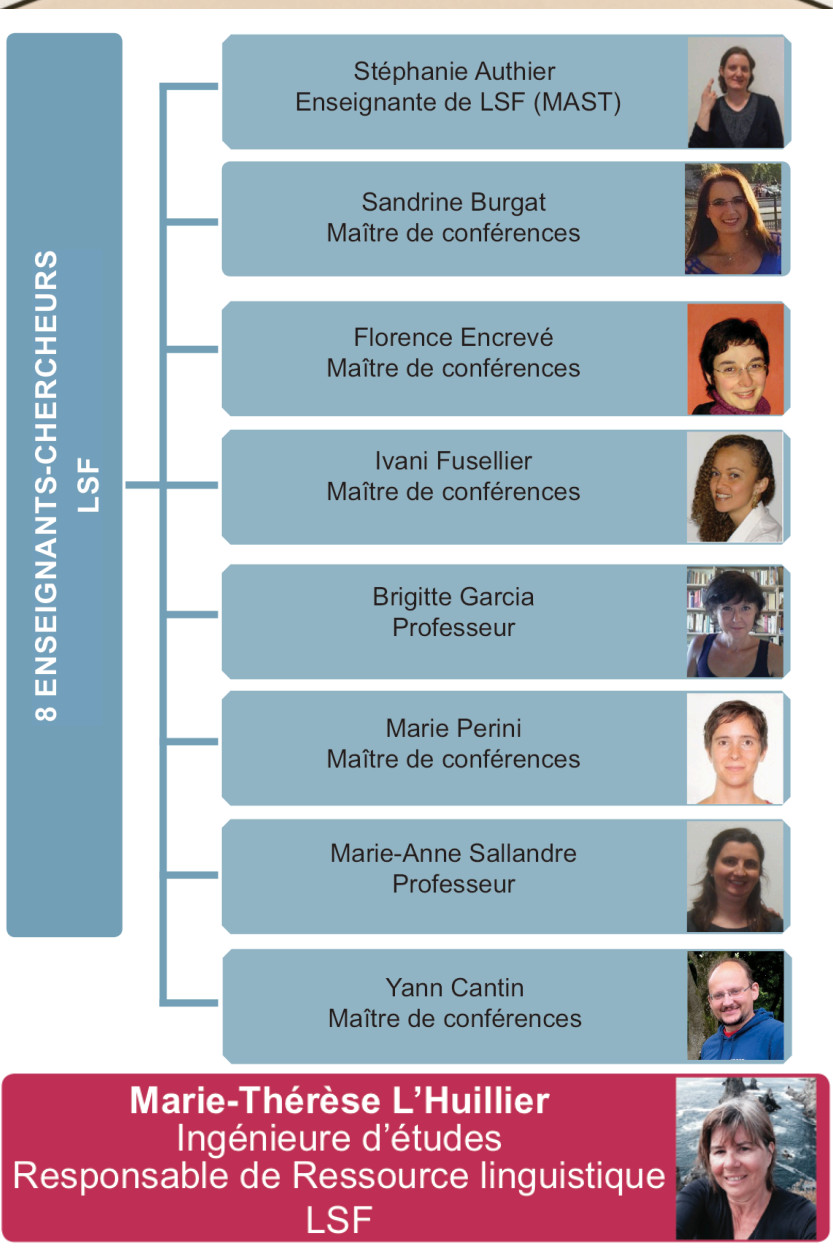 8 ENSEIGNANTS-CHERCHEURS
LSF
Stéphanie Authier
Enseignante de LSF (MAST)
Sandrine Burgat
Maître de conférences
Florence Encrevé
Maître de conférences
Ivani Fusellier
Maître de conférences
Brigitte Garcia
Professeur
Marie Perini
Maître de conférences
Marie-Anne Sallandre
Professeur
Yann Cantin
Maître de conférences
Marie-Thérèse L’Huillier
Ingénieure d’études
Responsable de Ressource linguistique
LSF